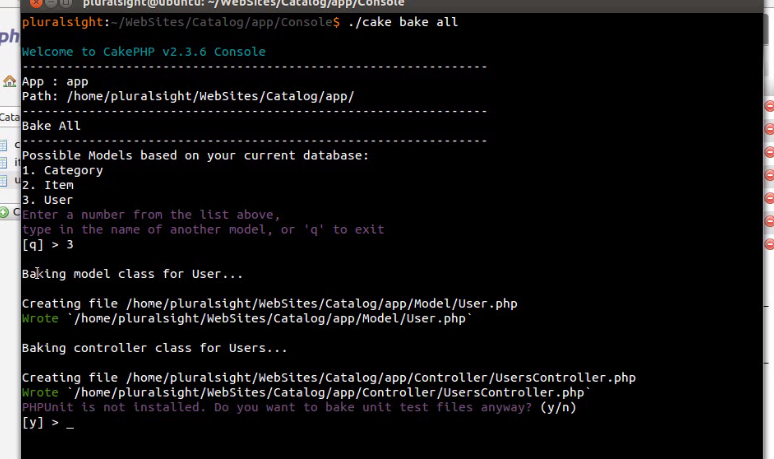 pluralsight@ubuntu: ~/WebSites/Catalog/app/Console
pluralsight:~/WebSites/Catalog/app/Console$ ./cake bake all
Welcome to CakePHP v2.3.6 Console
---------------------------------------------------------------
App : app
Path: /home/pluralsight/WebSites/Catalog/app/
---------------------------------------------------------------
Bake All
---------------------------------------------------------------
Possible Models based on your current database:
1. Category
2. Item
3. User
Enter a number from the list above,
type in the name of another model, or 'q' to exit
[q] > 3
Baking model class for User...
Creating file /home/pluralsight/WebSites/Catalog/app/Model/User.php
Wrote `/home/pluralsight/WebSites/Catalog/app/Model/User.php`
Baking controller class for Users...
Creating file /home/pluralsight/WebSites/Catalog/app/Controller/UsersController.php
Wrote `/home/pluralsight/WebSites/Catalog/app/Controller/UsersController.php`
PHPUnit is not installed. Do you want to bake unit test files anyway? (y/n)
[y] > _